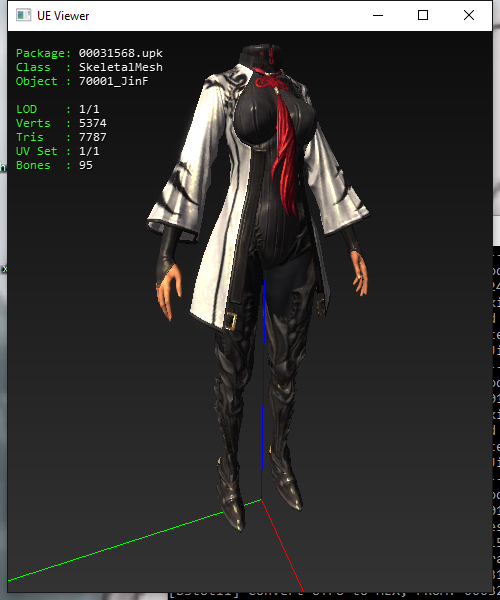 UE Viewer
Package: 00031568.upk
Class : SkeletalMesh
Object : 70001_JinF
LOD : 1/1
Verts : 5374
Tris : 7787
UV Set : 1/1
Bones : 95